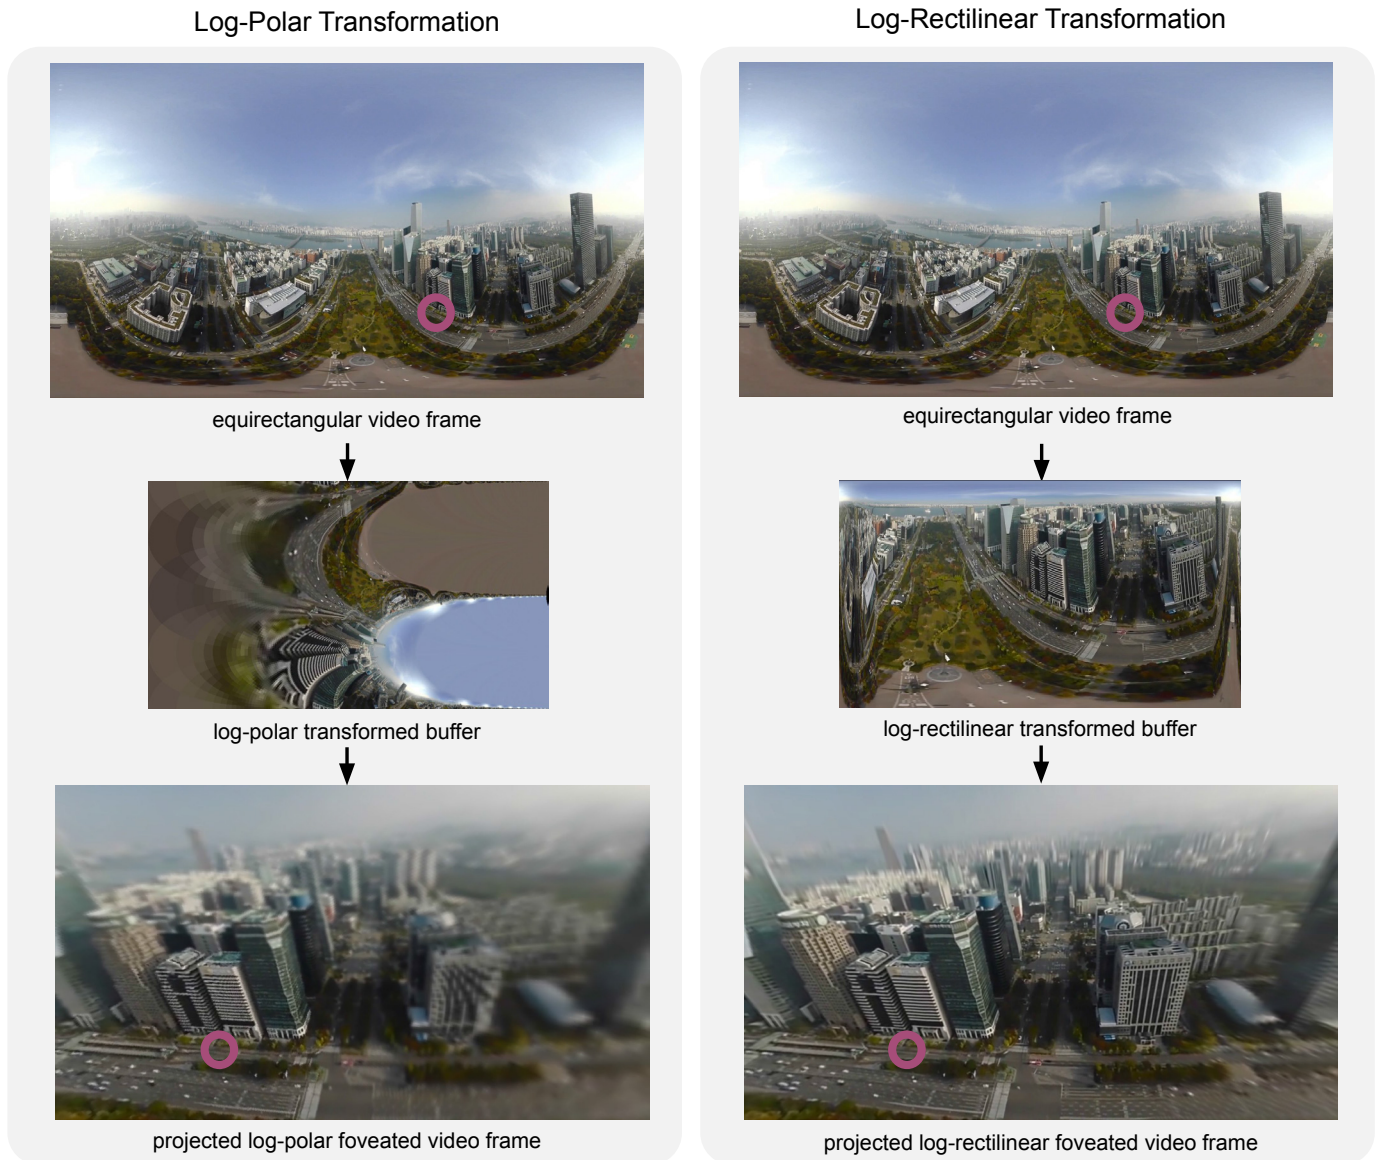 Log-Polar Transformation
Log-Rectilinear Transformation
equirectangular video frame
equirectangular video frame
log-polar transformed buffer
log-rectilinear transformed buffer
projected log-polar foveated video frame
projected log-rectilinear foveated video frame